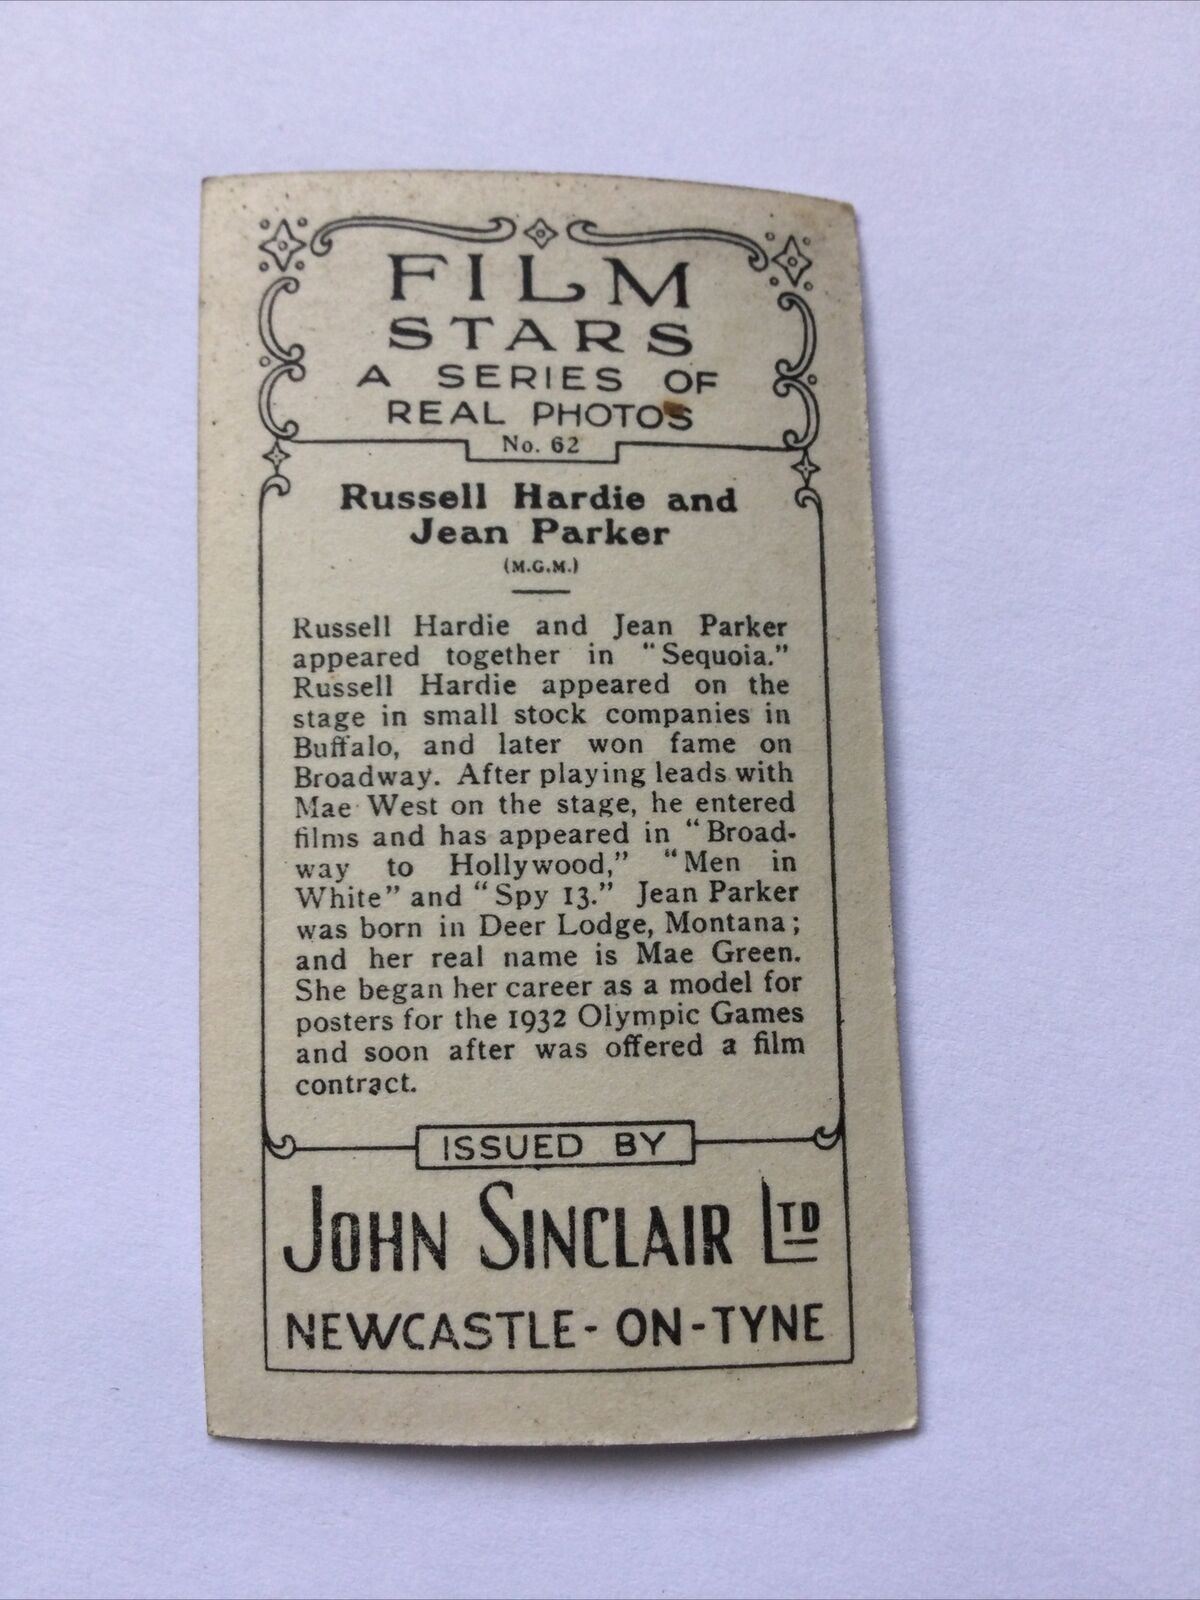 FILM
STARS
A SERIES OF
REAL PHOTOS
No. 62
Russell Hardie and
Jean Parker
(M.G.M.)
Russell Hardie and Jean Parker
appeared together in "Sequoia."
Russell Hardie appeared on the
stage in small stock companies in
Buffalo, and later won fame on
Broadway. After playing leads with
Mae West on the stage, he entered
films and has appeared in "Broad-
way to Hollywood," "Men in
White" and "Spy 13." Jean Parker
was born in Deer Lodge, Montana;
and her real name is Mae Green.
She began her career as a model for
posters for the 1932 Olympic Games
and soon after was offered a film
contract.
ISSUED BY
JOHN SINCLAIR LTD
NEWCASTLE-ON-TYNE